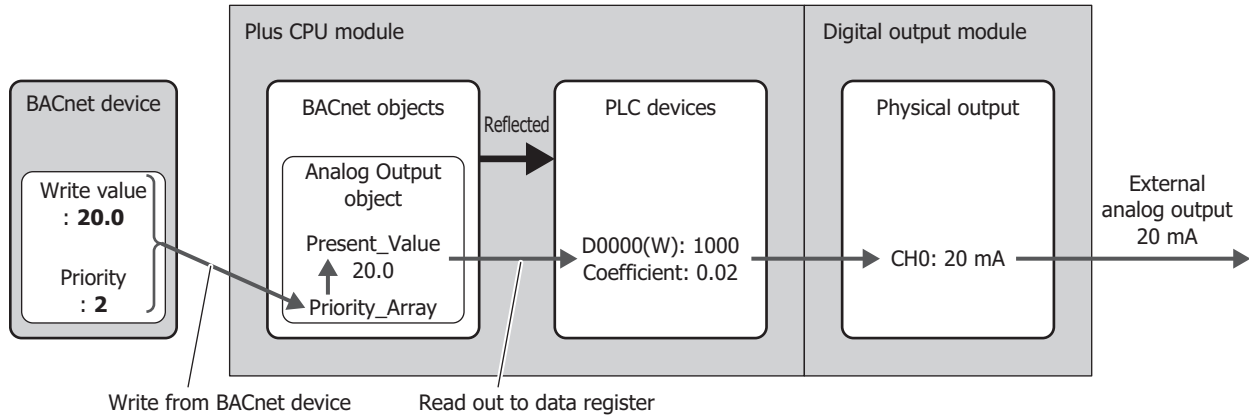 Plus CPU module
Digital output module
BACnet device
BACnet objects
Reflected
PLC devices
Physical output
Write value
: 20.0
Priority
: 2
Analog Output
object
Present_Value
20.0
Priority_Array
D0000(W): 1000
Coefficient: 0.02
CH0: 20 mA
External
analog output
20 mA
Write from BACnet device
Read out to data register